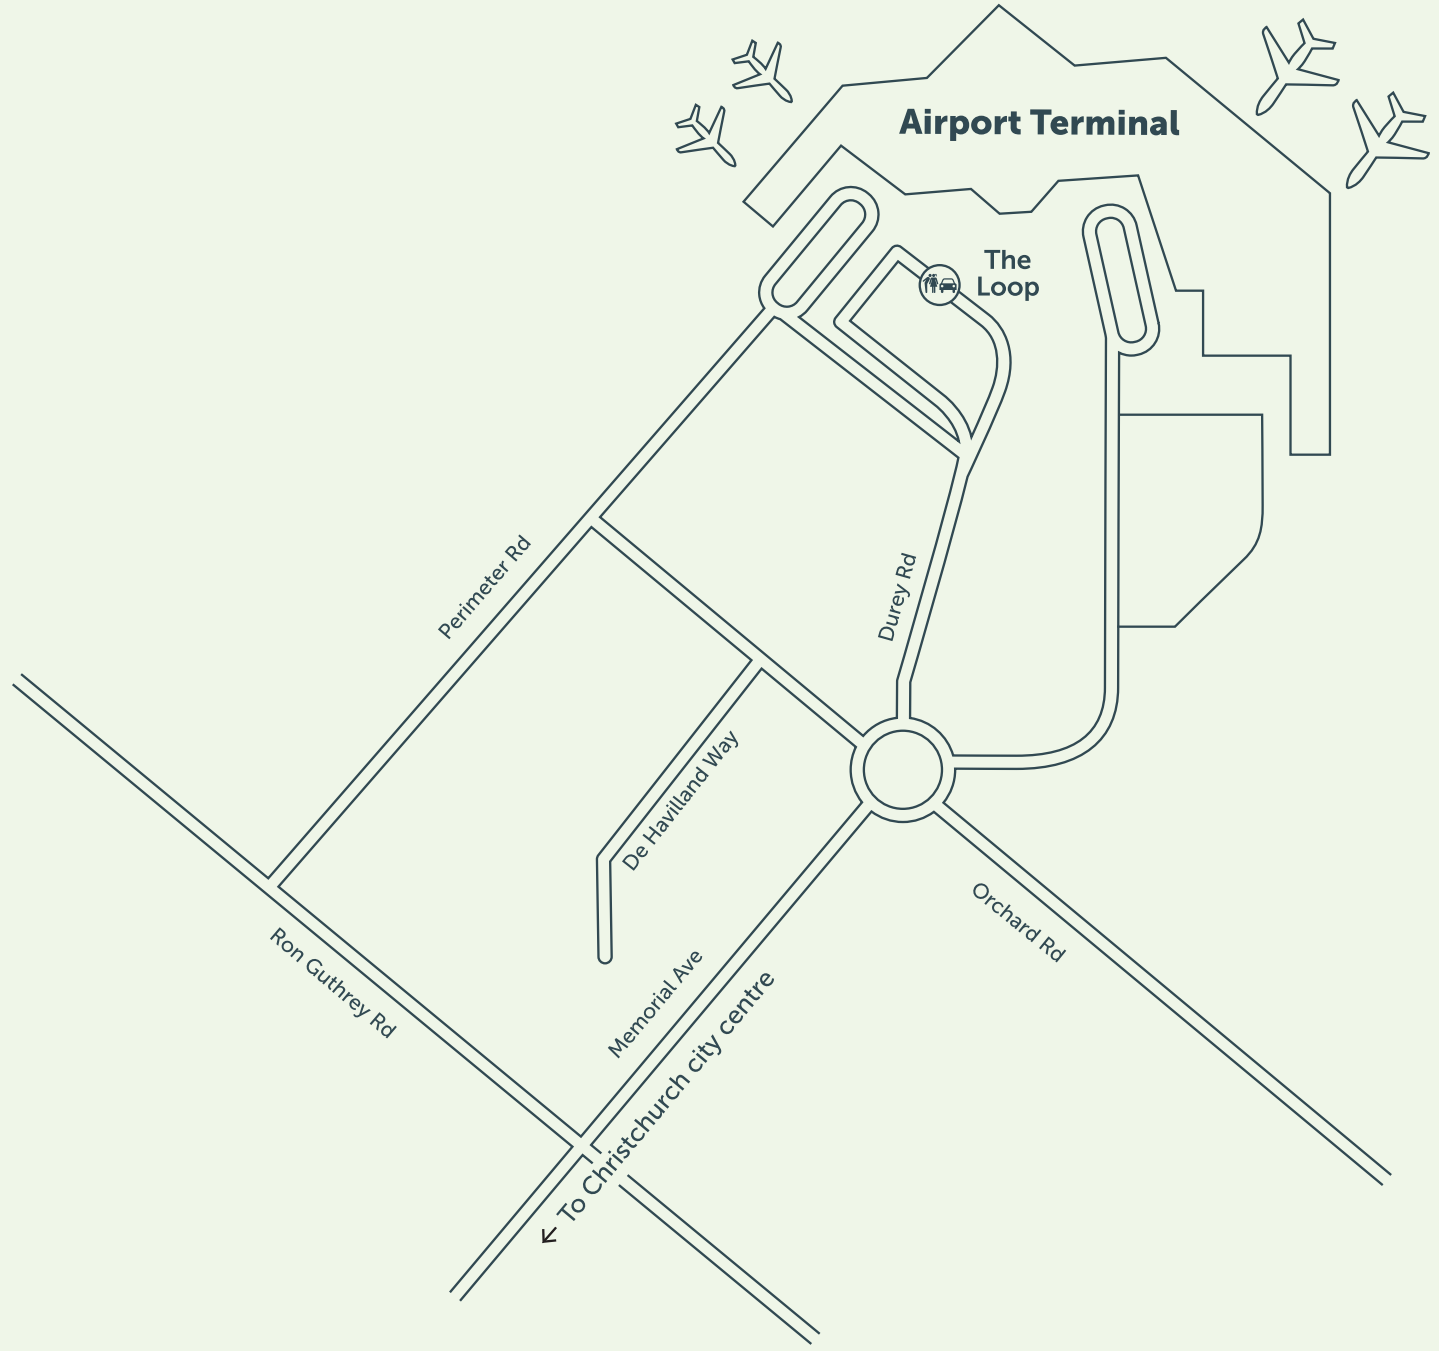 Airport Terminal
The
Loop
Perimeter Rd
Durey Rd
De Havilland Way
Orchard Rd
Ron Guthrey Rd
Memorial Ave
To Christchurch city centre